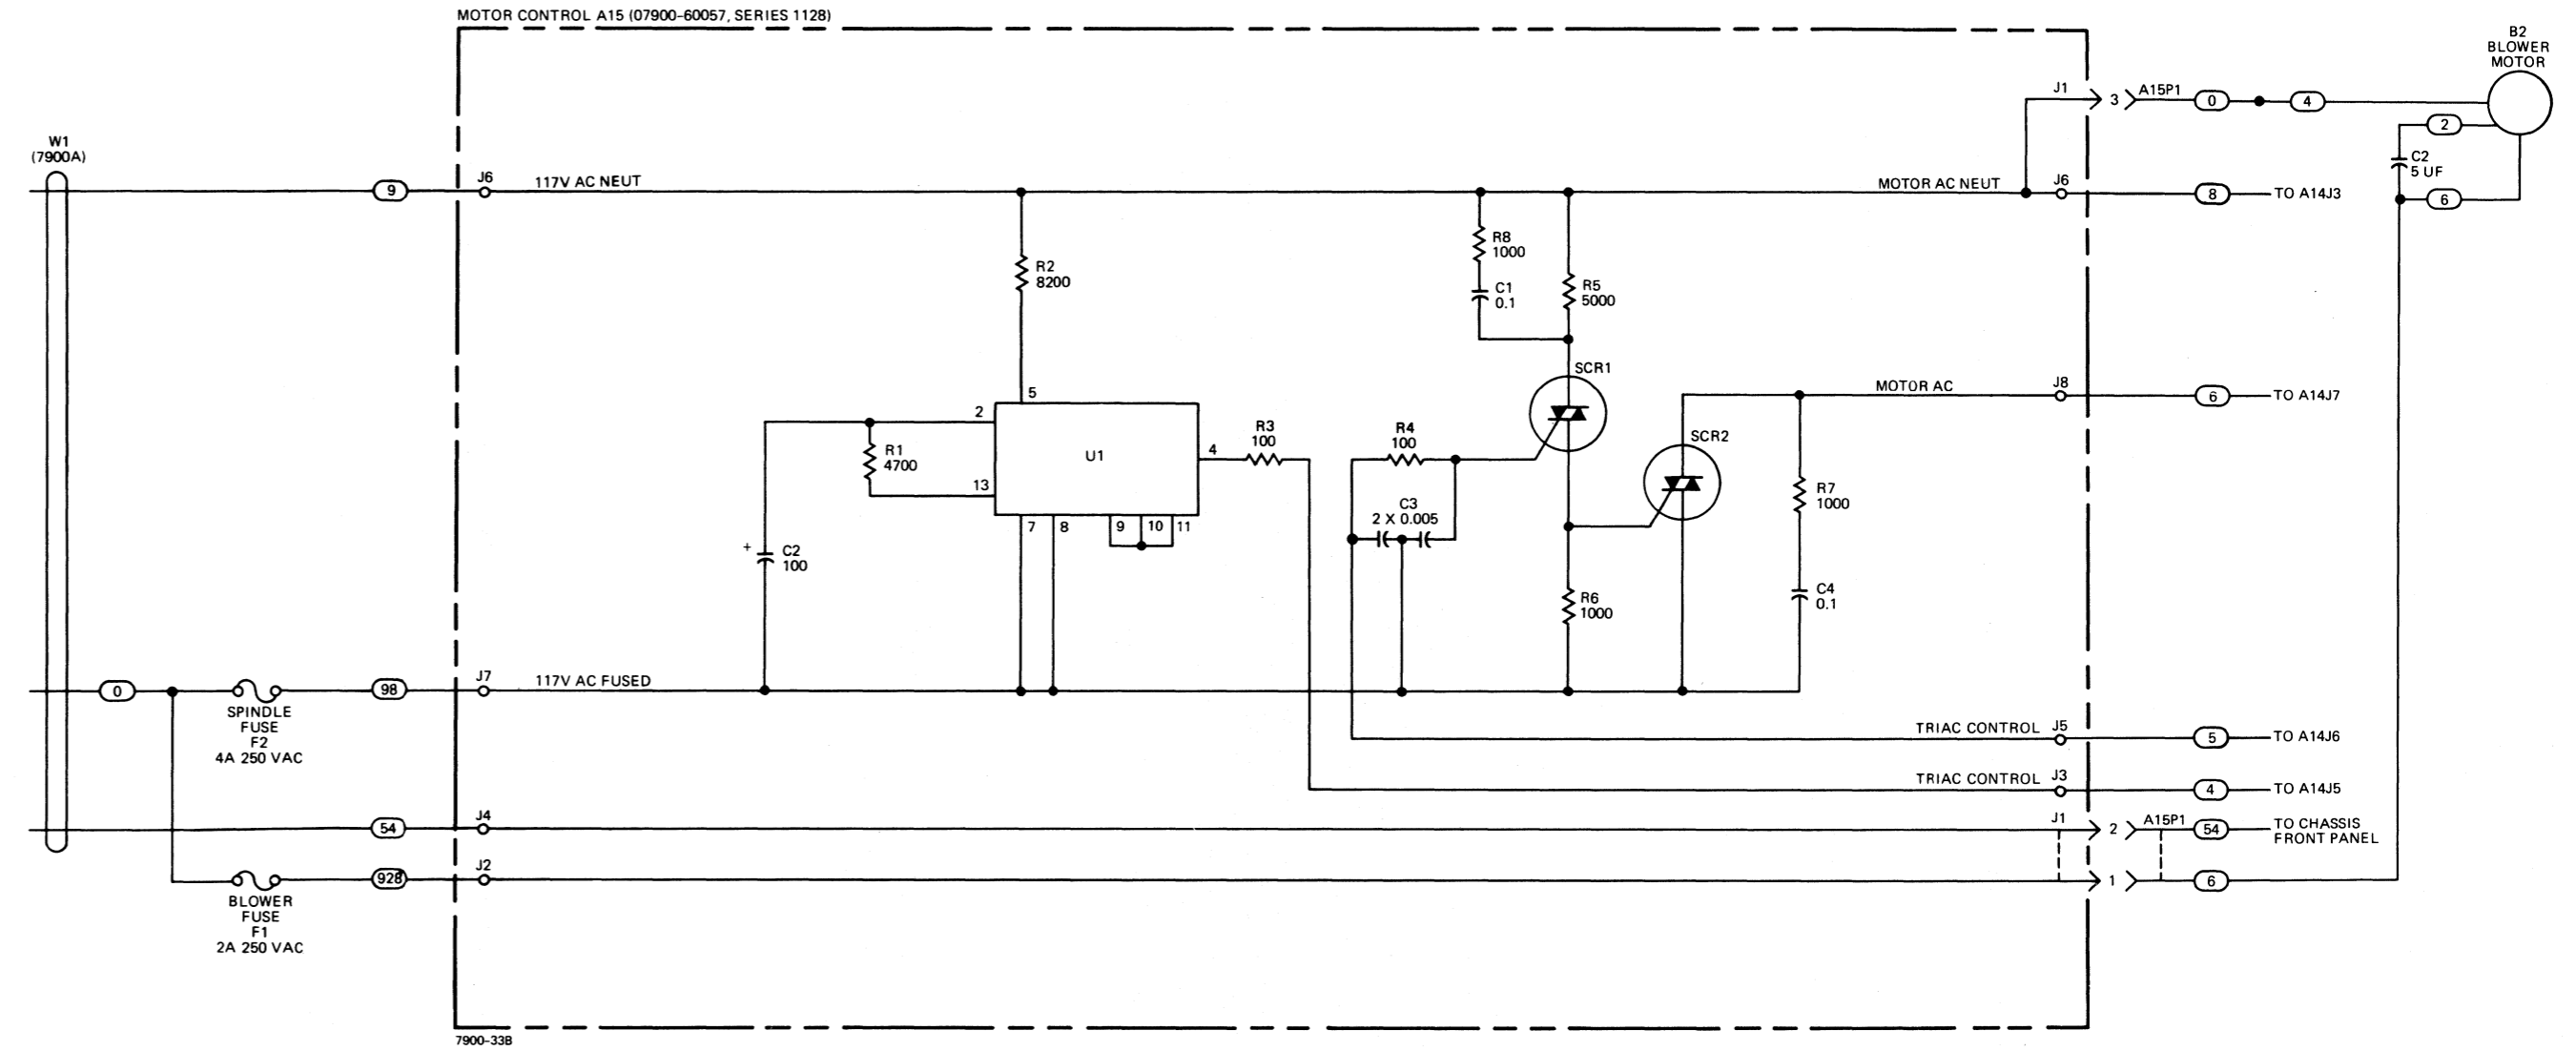 MOTOR CONTROL A15 (07900-60057, SERIES 1128)
B2
BLOWER
MOTOR
J1
3
A15P1
0
4
2
C2
5 UF
6
W1
(7900A)
9
J6
117V AC NEUT
MOTOR AC NEUT
J6
8
TO A14J3
R2
8200
R8
1000
C1
0.1
R5
5000
SCR1
5
2
U1
13
4
7
8
9
10
11
R1
4700
R3
100
R4
100
C3
2 X 0.005
SCR2
MOTOR AC
J8
6
TO A14J7
R7
1000
C2
+
100
R6
1000
C4
0.1
0
98
J7
117V AC FUSED
SPINDLE
FUSE
F2
4A 250 VAC
TRIAC CONTROL
J5
5
TO A14J6
TRIAC CONTROL
J3
4
TO A14J5
54
J4
J1
2
A15P1
54
TO CHASSIS
FRONT PANEL
928
J2
1
6
BLOWER
FUSE
F1
2A 250 VAC
7900-33B